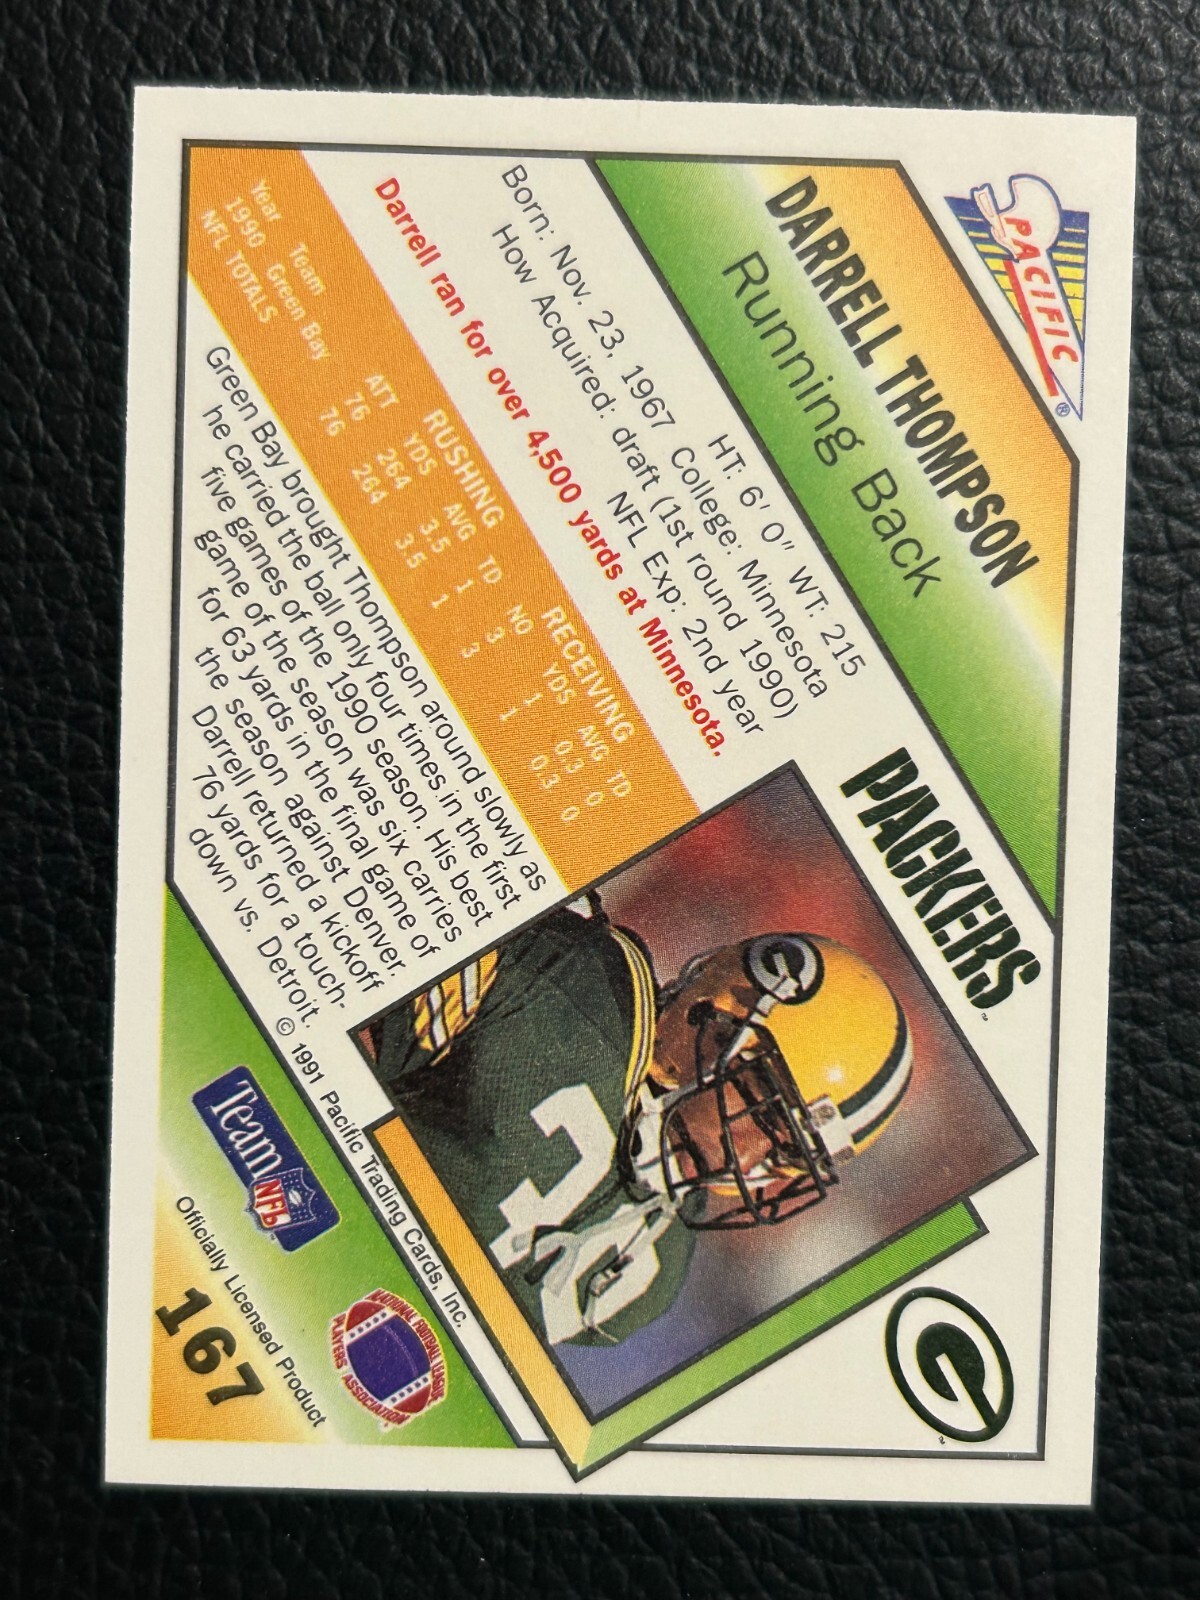 PACIFIC®
DARRELL THOMPSON
Running Back
PACKERS™
HT: 6' 0" WT: 215
Born: Nov. 23, 1967 College: Minnesota
How Acquired: draft (1st round 1990)
NFL Exp: 2nd year
Darrell ran for over 4,500 yards at Minnesota.
RUSHING RECEIVING
Year Team ATT YDS AVG TD NO YDS AVG TD
1990 Green Bay 76 264 3.5 1 3 1 0.3 0
NFL TOTALS 76 264 3.5 1 3 1 0.3 0
Green Bay brought Thompson around slowly as
he carried the ball only four times in the first
five games of the 1990 season. His best
game of the season was six carries
for 63 yards in the final game of
the season against Denver.
Darrell returned a kickoff
76 yards for a touch-
down vs. Detroit.
© 1991 Pacific Trading Cards, Inc.
G
G
Team NFL™
NATIONAL FOOTBALL LEAGUE
PLAYERS ASSOCIATION
Officially Licensed Product
167